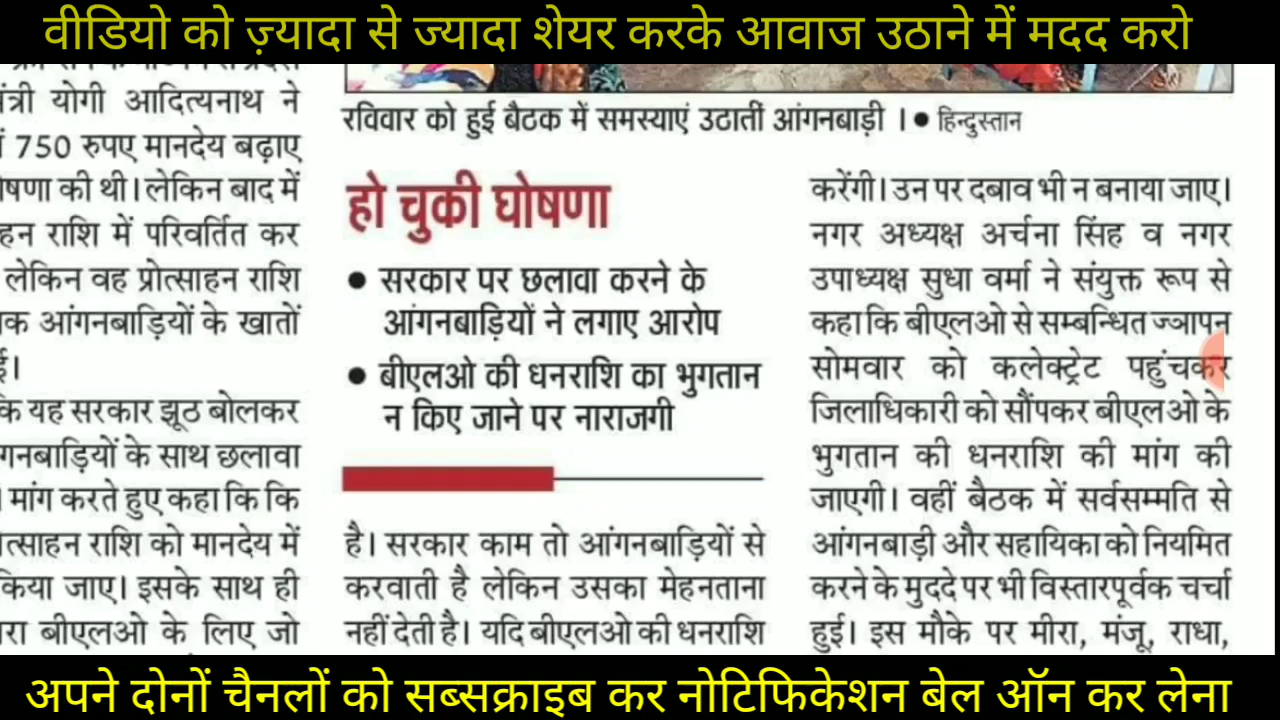 वीडियो को ज़्यादा से ज्यादा शेयर करके आवाज उठाने में मदद करो
योगी आदित्यनाथ ने
750 रुपए मानदेय बढ़ाए
की थी। लेकिन बाद में
राशि में परिवर्तित कर
लेकिन वह प्रोत्साहन राशि
आंगनबाड़ियों के खातों
यह सरकार झूठ बोलकर
के साथ छलावा
मांग करते हुए कहा कि कि
राशि को मानदेय में
किया जाए। इसके साथ ही
बीएलओ के लिए जो
रविवार को हुई बैठक में समस्याएं उठातीं आंगनबाड़ी । ● हिन्दुस्तान
हो चुकी घोषणा
● सरकार पर छलावा करने के
आंगनबाड़ियों ने लगाए आरोप
● बीएलओ की धनराशि का भुगतान
न किए जाने पर नाराजगी
है। सरकार काम तो आंगनबाड़ियों से
करवाती है लेकिन उसका मेहनताना
नहीं देती है। यदि बीएलओ की धनराशि
करेंगी। उन पर दबाव भी न बनाया जाए।
नगर अध्यक्ष अर्चना सिंह व नगर
उपाध्यक्ष सुधा वर्मा ने संयुक्त रूप से
कहा कि बीएलओ से सम्बन्धित ज्ञापन
सोमवार को कलेक्ट्रेट पहुंचकर
जिलाधिकारी को सौंपकर बीएलओ के
भुगतान की धनराशि की मांग की
जाएगी। वहीं बैठक में सर्वसम्मति से
आंगनबाड़ी और सहायिका को नियमित
करने के मुददे पर भी विस्तारपूर्वक चर्चा
हुई। इस मौके पर मीरा, मंजू, राधा,
अपने दोनों चैनलों को सब्सक्राइब कर नोटिफिकेशन बेल ऑन कर लेना